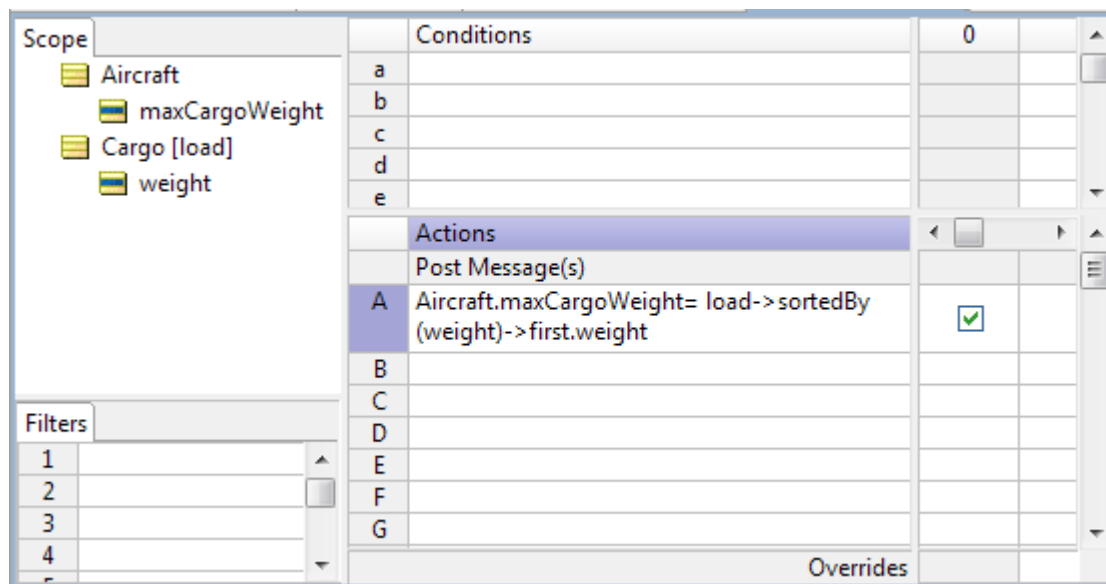 Scope
Aircraft
maxCargoWeight
Cargo [load]
weight
Filters
1
2
3
4
Conditions
0
a
b
c
d
e
Actions
Post Message(s)
A
Aircraft.maxCargoWeight= load->sortedBy
(weight)->first.weight
B
C
D
E
F
G
Overrides